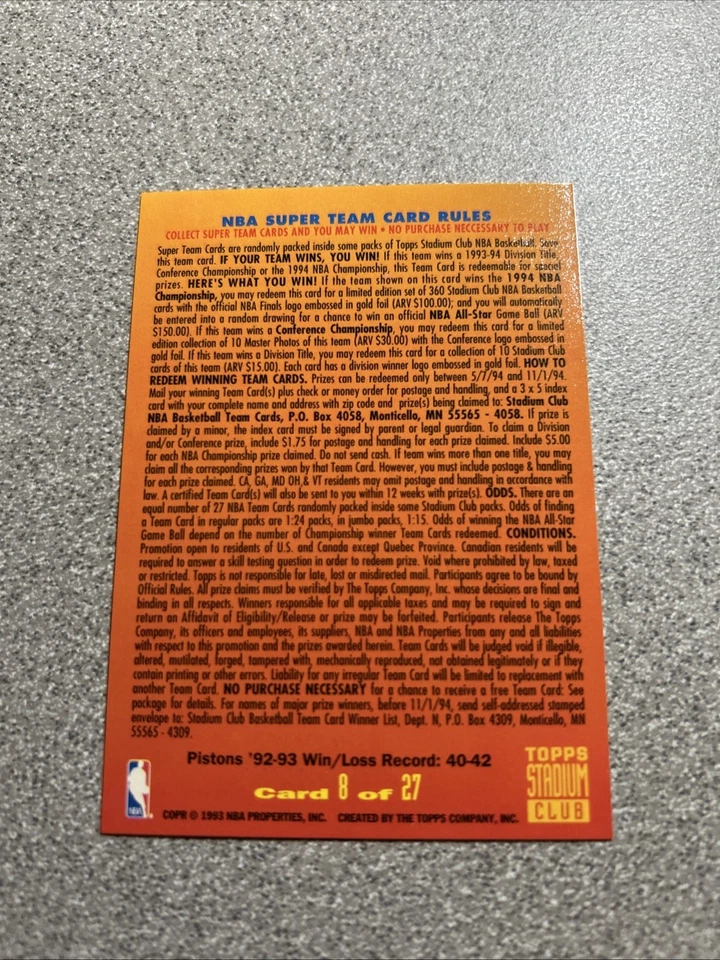 NBA SUPER TEAM CARD RULES
COLLECT SUPER TEAM CARDS AND YOU MAY WIN • NO PURCHASE NECCESSARY TO PLAY
Super Team Cards are randomly packed inside some packs of Topps Stadium Club NBA Basketball. Save
this team card. IF YOUR TEAM WINS, YOU WIN! If this team wins a 1993-94 Division Title,
Conference Championship or the 1994 NBA Championship, this Team Card is redeemable for special
prizes. HERE'S WHAT YOU WIN! If the team shown on this card wins the 1994 NBA
Championship, you may redeem this card for a limited edition set of 360 Stadium Club NBA Basketball
cards with the official NBA Finals logo embossed in gold foil (ARV $100.00); and you will automatically
be entered into a random drawing for a chance to win an official NBA All-Star Game Ball (ARV
$150.00). If this team wins a Conference Championship, you may redeem this card for a limited
edition collection of 10 Master Photos of this team (ARV $30.00) with the Conference logo embossed in
gold foil. If this team wins a Division Title, you may redeem this card for a collection of 10 Stadium Club
cards of this team (ARV $15.00). Each card has a division winner logo embossed in gold foil. HOW TO
REDEEM WINNING TEAM CARDS. Prizes can be redeemed only between 5/7/94 and 11/1/94.
Mail your winning Team Card(s) plus check or money order for postage and handling, and a 3 x 5 index
card with your complete name and address with zip code and prize(s) being claimed to: Stadium Club
NBA Basketball Team Cards, P.O. Box 4058, Monticello, MN 55565 - 4058. If prize is
claimed by a minor, the index card must be signed by parent or legal guardian. To claim a Division
and/or Conference prize, include $1.75 for postage and handling for each prize claimed. Include $5.00
for each NBA Championship prize claimed. Do not send cash. If team wins more than one title, you may
claim all the corresponding prizes won by that Team Card. However, you must include postage & handling
for each prize claimed. CA, GA, MD OH,& VT residents may omit postage and handling in accordance with
law. A certified Team Card(s) will also be sent to you within 12 weeks with prize(s). ODDS. There are an
equal number of 27 NBA Team Cards randomly packed inside some Stadium Club packs. Odds of finding
a Team Card in regular packs are 1:24 packs, in jumbo packs, 1:15. Odds of winning the NBA All-Star
Game Ball depend on the number of Championship winner Team Cards redeemed. CONDITIONS.
Promotion open to residents of U.S. and Canada except Quebec Province. Canadian residents will be
required to answer a skill testing question in order to redeem prize. Void where prohibited by law, taxed
or restricted. Topps is not responsible for late, lost or misdirected mail. Participants agree to be bound by
Official Rules. All prize claims must be verified by The Topps Company, Inc. whose decisions are final and
binding in all respects. Winners responsible for all applicable taxes and may be required to sign and
return an Affidavit of Eligibility/Release or prize may be forfeited. Participants release The Topps
Company, its officers and employees, its suppliers, NBA and NBA Properties from any and all liabilities
with respect to this promotion and the prizes awarded herein. Team Cards will be judged void if illegible,
altered, mutilated, forged, tampered with, mechanically reproduced, not obtained legitimately or if they
contain printing or other errors. Liability for any irregular Team Card will be limited to replacement with
another Team Card. NO PURCHASE NECESSARY for a chance to receive a free Team Card: See
package for details. For names of major prize winners, before 11/1/94, send self-addressed stamped
envelope to: Stadium Club Basketball Team Card Winner List, Dept. N, P.O. Box 4309, Monticello, MN
55565 - 4309.
Pistons '92-93 Win/Loss Record: 40-42
Card 8 of 27
NBA
COPR © 1993 NBA PROPERTIES, INC. CREATED BY THE TOPPS COMPANY, INC.
TOPPS
STADIUM
CLUB